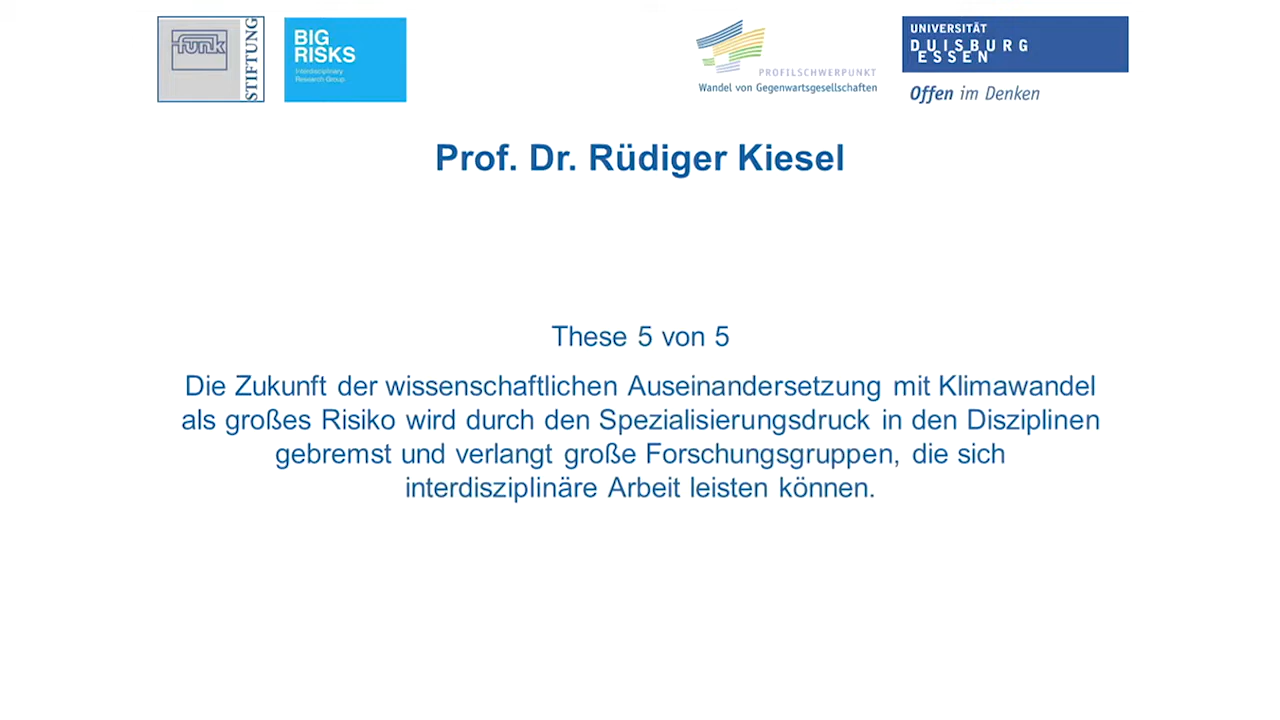 funk
STIFTUNG
BIG
RISKS
Interdisciplinary
Research Group.
PROFILSCHWERPUNKT
Wandel von Gegenwartsgesellschaften
UNIVERSITÄT
DUISBURG
ESSEN
Offen im Denken
Prof. Dr. Rüdiger Kiesel
These 5 von 5
Die Zukunft der wissenschaftlichen Auseinandersetzung mit Klimawandel
als großes Risiko wird durch den Spezialisierungsdruck in den Disziplinen
gebremst und verlangt große Forschungsgruppen, die sich
interdisziplinäre Arbeit leisten können.